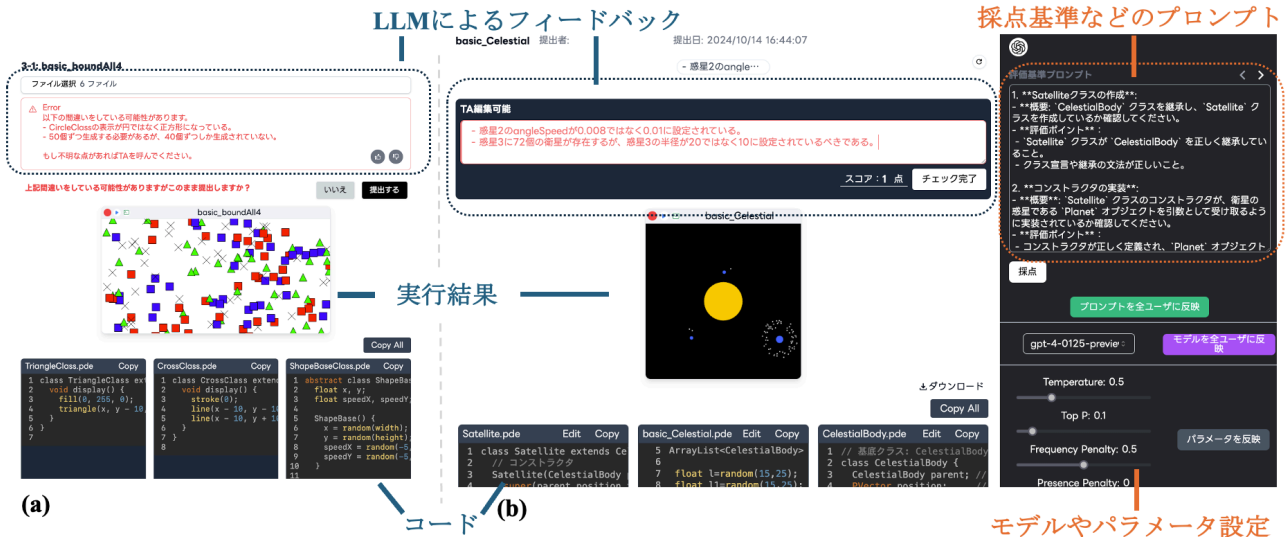 LLMによるフィードバック
採点基準などのプロンプト
3-1: basic_boundAll4
ファイル選択 6 ファイル
Error
以下の間違いをしている可能性があります。
- CircleClassの表示が円ではなく正方形になっている。
- 50個ずつ生成する必要があるが、40個ずつしか生成されていない。
もし不明な点があればTAを呼んでください。
上記間違いをしている可能性がありますがこのまま提出しますか？
いいえ
提出する
basic_boundAll4
Copy All
TriangleClass.pde Copy
1 class TriangleClass ext
2 void display() {
3 fill(0, 255, 0);
4 triangle(x, y - 10,
5 }
6 }
7
CrossClass.pde Copy
1 class CrossClass extend
2 void display() {
3 stroke(0);
4 line(x - 10, y - 10
5 line(x - 10, y + 10
6 }
7 }
8
ShapeBaseClass.pde Copy
1 abstract class ShapeBas
2 float x, y;
3 float speedX, speedY;
4
5 ShapeBase() {
6 x = random(width);
7 y = random(height);
8 speedX = random(-5,
9 speedY = random(-5,
10 }
11
(a)
basic_Celestial 提出者: 提出日: 2024/10/14 16:44:07
- 惑星2のangle…
TA編集可能
- 惑星2のangleSpeedが0.008ではなく0.01に設定されている。
- 惑星3に72個の衛星が存在するが、惑星3の半径が20ではなく10に設定されているべきである。
スコア：1 点
チェック完了
basic_Celestial
実行結果
ダウンロード
Copy All
Satellite.pde Edit Copy
1 class Satellite extends Ce
2 // コンストラクタ
3 Satellite(CelestialBody
4 super(parent, position
basic_Celestial.pde Edit Copy
5 ArrayList<CelestialBody>
6
7 float l=random(15,25);
8 float l1=random(15,25);
CelestialBody.pde Edit Copy
1 // 基底クラス: CelestialBod
2 class CelestialBody {
3 CelestialBody parent; //
4 PVector position; //
(b)
コード
評価基準プロンプト
1. **Satelliteクラスの作成**:
- **概要: `CelestialBody` クラスを継承し、`Satellite` ク
ラスを作成しているか確認してください。
- **評価ポイント**：
- `Satellite` クラスが `CelestialBody` を正しく継承してい
ること。
- クラス宣言や継承の文法が正しいこと。
2. **コンストラクタの実装**:
- **概要**: `Satellite` クラスのコンストラクタが、衛星の
惑星である `Planet` オブジェクトを引数として受け取るよう
に実装されているか確認してください。
- **評価ポイント**：
- コンストラクタが正しく定義され、`Planet` オブジェクト
採点
プロンプトを全ユーザに反映
gpt-4-0125-preview
モデルを全ユーザに反
映
Temperature: 0.5
Top P: 0.1
Frequency Penalty: 0.5
Presence Penalty: 0
パラメータを反映
モデルやパラメータ設定